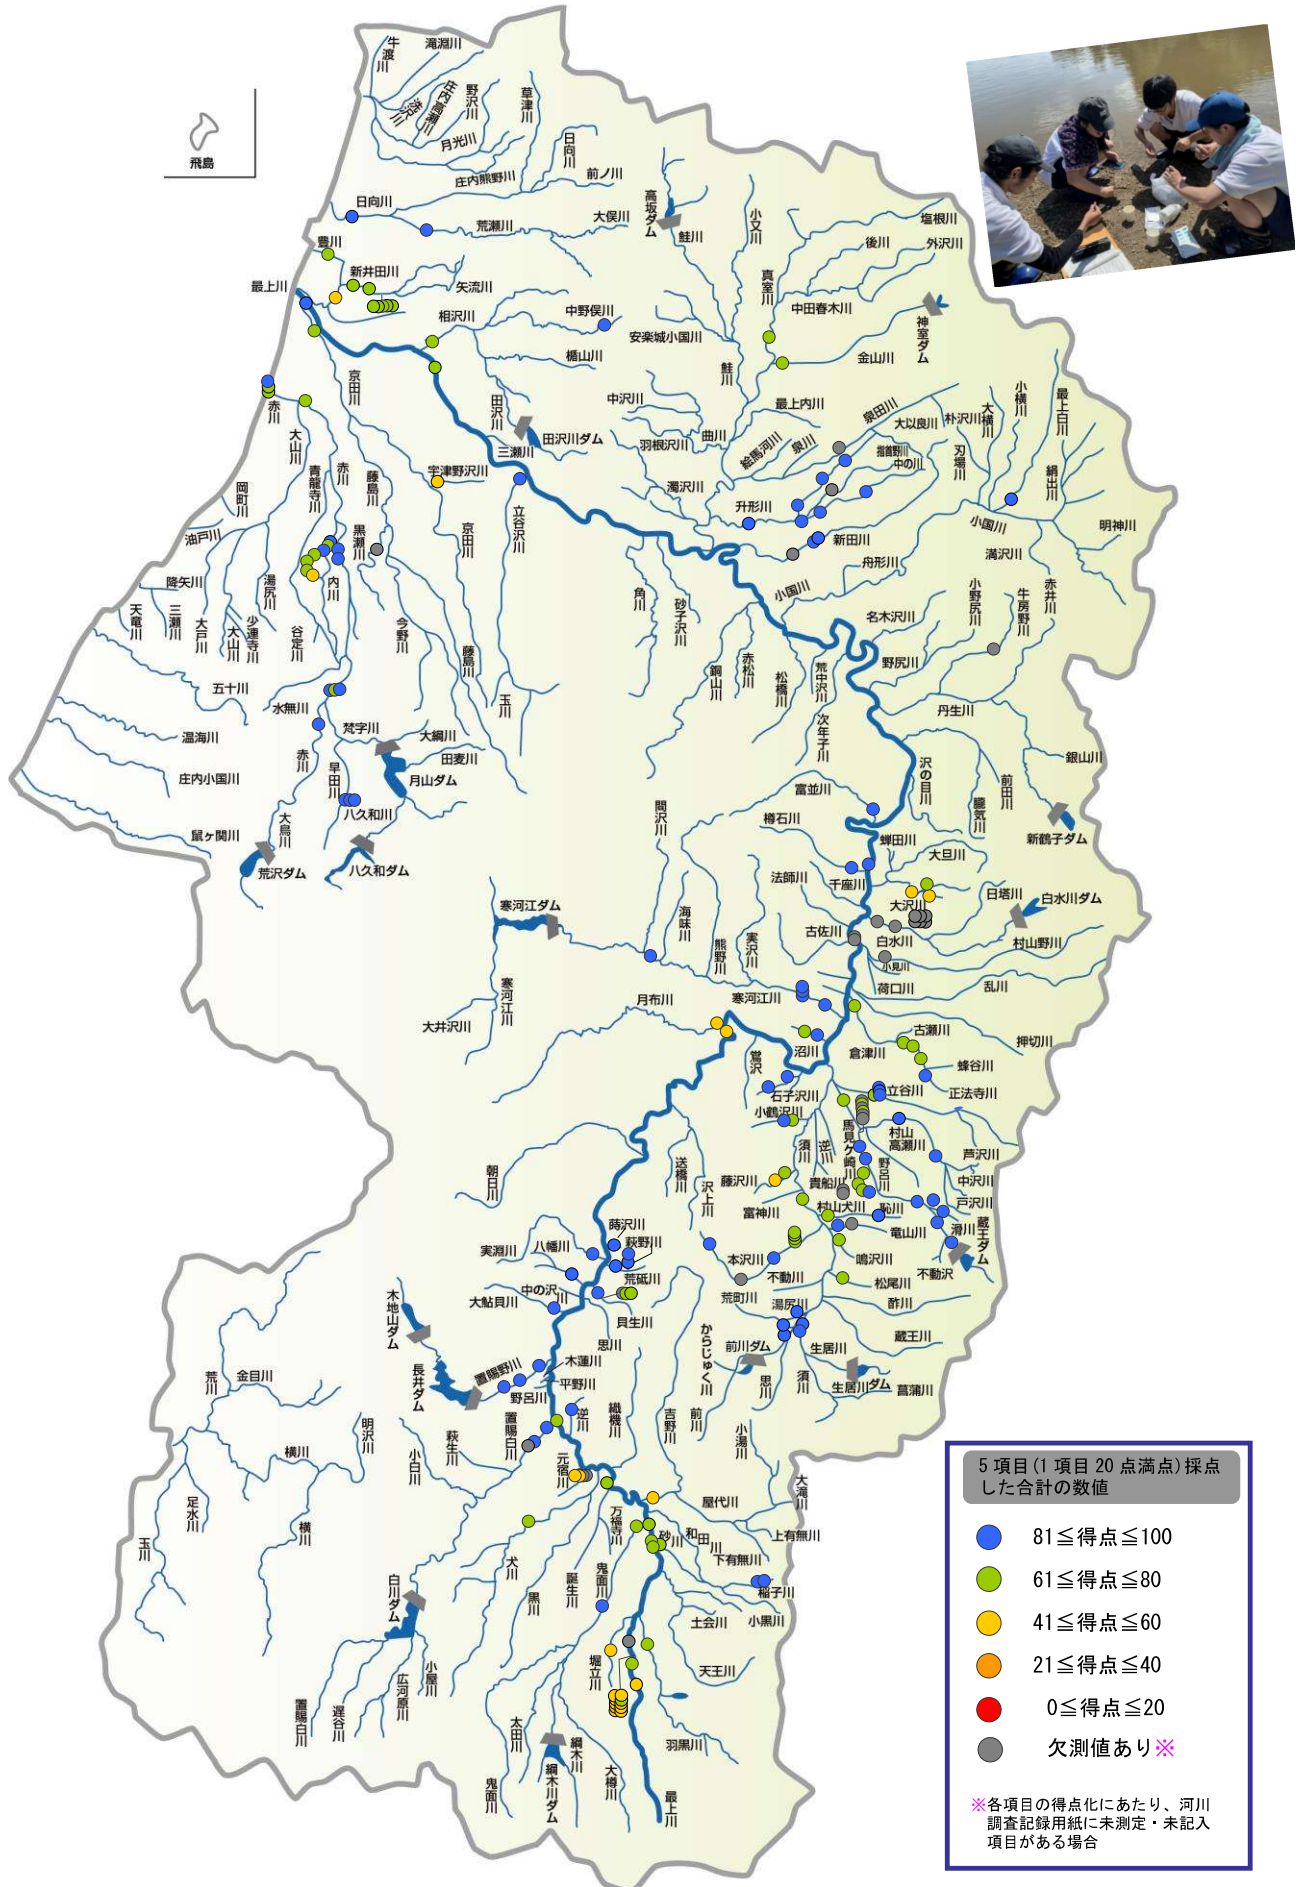 牛渡川
滝淵川
洗沢川
庄内高瀬川
野沢川
草津川
月光川
日向川
庄内熊野川
前ノ川
飛島
日向川
荒瀬川
大俣川
高坂ダム
鮭川
小又川
塩根川
後川
外沢川
真室川
豊川
新井田川
最上川
矢流川
相沢川
中野俣川
安楽城小国川
中田春木川
神室ダム
楯山川
鮭川
金山川
京田川
赤川
大山川
田沢川
田沢川ダム
中沢川
羽根沢川
曲川
最上内川
絵馬河川
泉川
泉田川
大以良川
指首野川
中の川
朴沢川
大横川
小横川
最上白川
刃場川
絹出川
三瀬川
宇津野沢川
濁沢川
升形川
新田川
小国川
明神川
満沢川
岡町川
青龍寺川
赤川
藤島川
黒瀬川
京田川
立谷沢川
油戸川
降矢川
湯尻川
内川
今野川
藤島川
角川
砂子沢川
小国川
舟形川
小野尻川
牛房野川
赤井川
天竜川
三瀬川
大戸川
大山川
少連寺川
谷定川
名木沢川
野尻川
銅山川
赤松川
松橋川
荒中沢川
次年子川
丹生川
五十川
水無川
玉川
温海川
庄内小国川
赤川
梵字川
大綱川
田麦川
月山ダム
早田川
八久和川
銀山川
沢の目川
前田川
朧気川
新鶴子ダム
富並川
樽石川
間沢川
鼠ヶ関川
大鳥川
荒沢ダム
八久和ダム
蝉田川
大旦川
法師川
千座川
大沢川
日塔川
白水川ダム
寒河江ダム
海味川
熊野川
実沢川
古佐川
白水川
村山野川
小見川
荷口川
乱川
寒河江川
大井沢川
月布川
寒河江川
古瀬川
押切川
沼川
倉津川
蜂谷川
鴬沢
石子沢川
小鶴沢川
立谷川
正法寺川
須川
逆川
馬見ヶ崎川
村山
高瀬川
芦沢川
野呂川
中沢川
戸沢川
朝日川
送橋川
沢上川
藤沢川
貴船川
富神川
村山犬川
恥川
竜山川
滑川
蔵王ダム
不動沢
蒔沢川
萩野川
実淵川
八幡川
荒砥川
中の沢川
大鮎貝川
貝生川
思川
本沢川
不動川
荒町川
鳴沢川
松尾川
酢川
湯尻川
蔵王川
木地山ダム
長井ダム
置賜野川
野呂川
木蓮川
平野川
からじゅく川
前川ダム
思川
須川
生居川
生居川ダム
菖蒲川
荒川
金目川
明沢川
横川
小白川
萩生川
置賜白川
逆川
織機川
吉野川
前川
小湯川
大滝川
元宿川
屋代川
万福寺川
砂川
和田川
上有無川
下有無川
稲子川
足水川
玉川
横川
白川ダム
犬川
黒川
誕生川
鬼面川
小黒川
土会川
天王川
堀立川
置賜白川
遅谷川
広河原川
小屋川
太田川
鬼面川
綱木川
綱木川ダム
大樽川
羽黒川
最上川
5項目(1項目20点満点)採点
した合計の数値
81≦得点≦100
61≦得点≦80
41≦得点≦60
21≦得点≦40
0≦得点≦20
欠測値あり※
※各項目の得点化にあたり、河川
調査記録用紙に未測定・未記入
項目がある場合